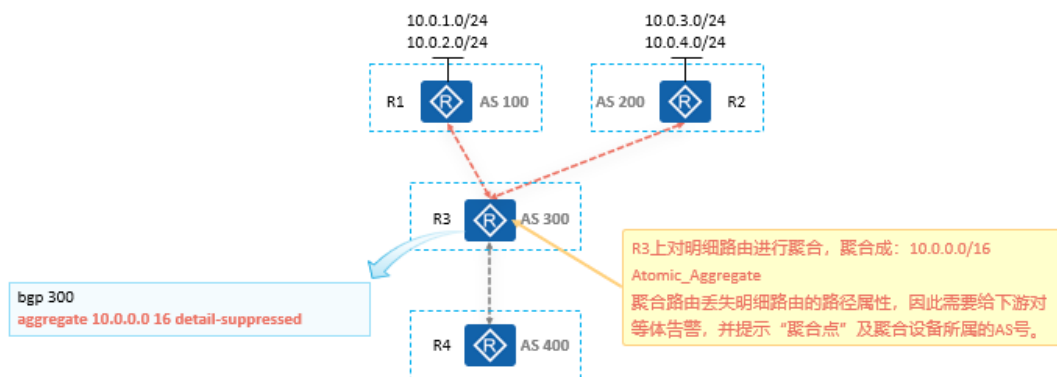 10.0.1.0/24
10.0.2.0/24
10.0.3.0/24
10.0.4.0/24
R1
R
AS 100
AS 200
R
R2
R3
R
AS 300
R3上对明细路由进行聚合，聚合成：10.0.0.0/16
Atomic_Aggregate
聚合路由丢失明细路由的路径属性，因此需要给下游对
等体告警，并提示“聚合点”及聚合设备所属的AS号。
bgp 300
aggregate 10.0.0.0 16 detail-suppressed
R4
R
AS 400